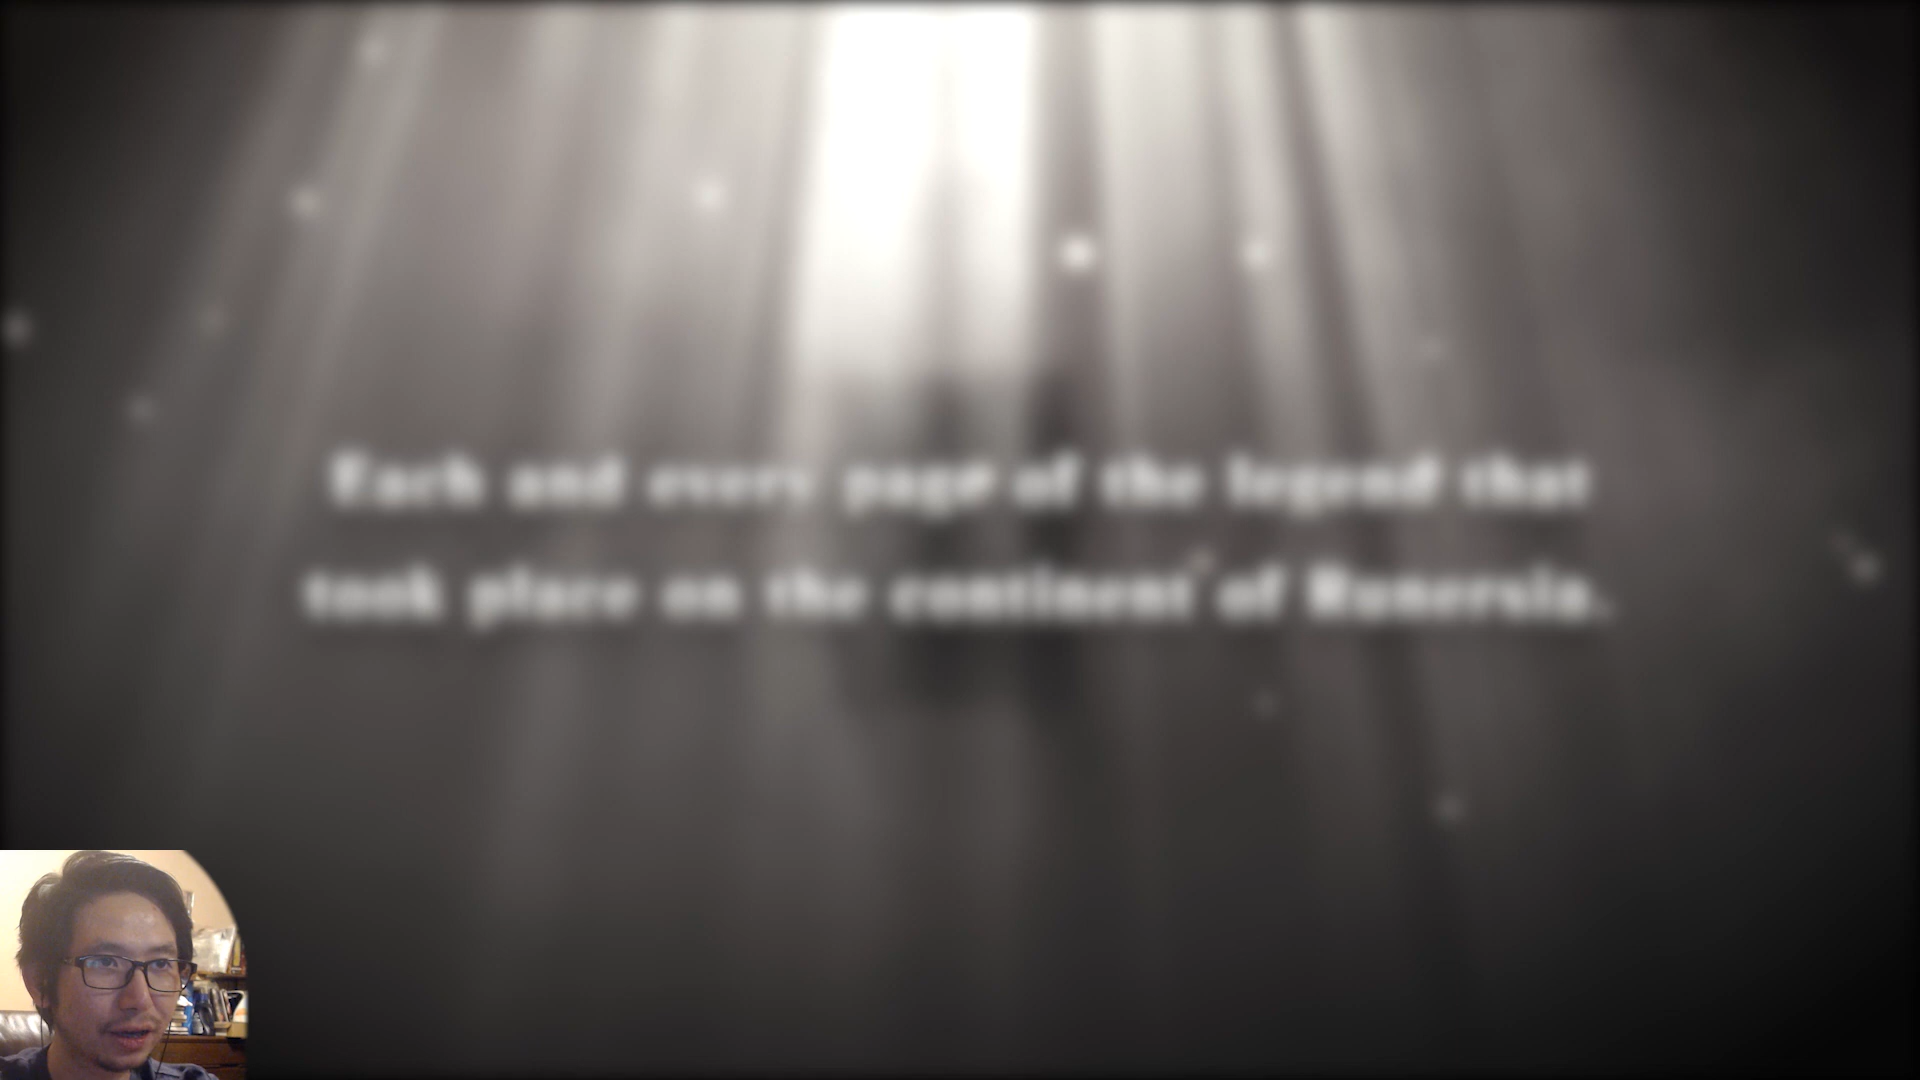 Each and every page of the legend that
took place on the continent of Runersia.